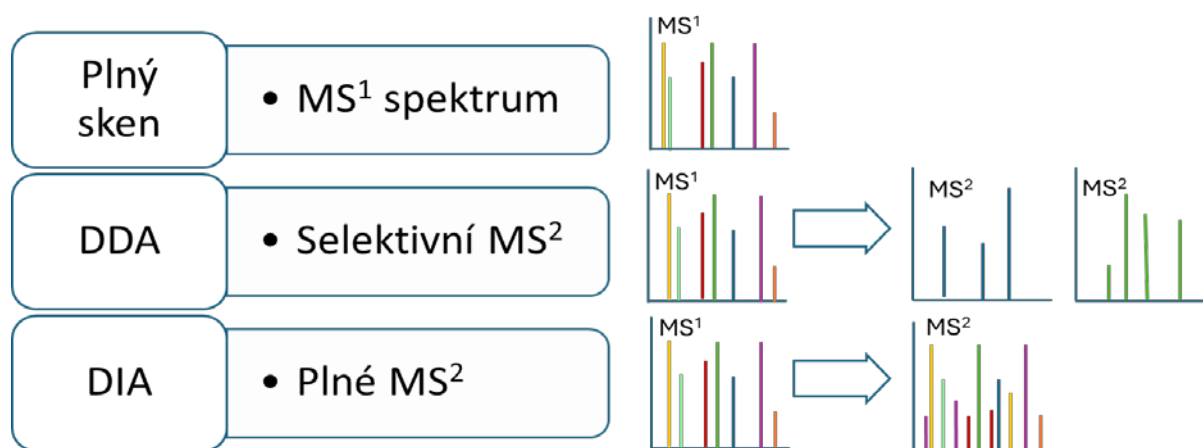 Plný
sken
• MS¹ spektrum
MS¹
DDA
• Selektivní MS²
MS¹
MS²
MS²
DIA
• Plné MS²
MS¹
MS²